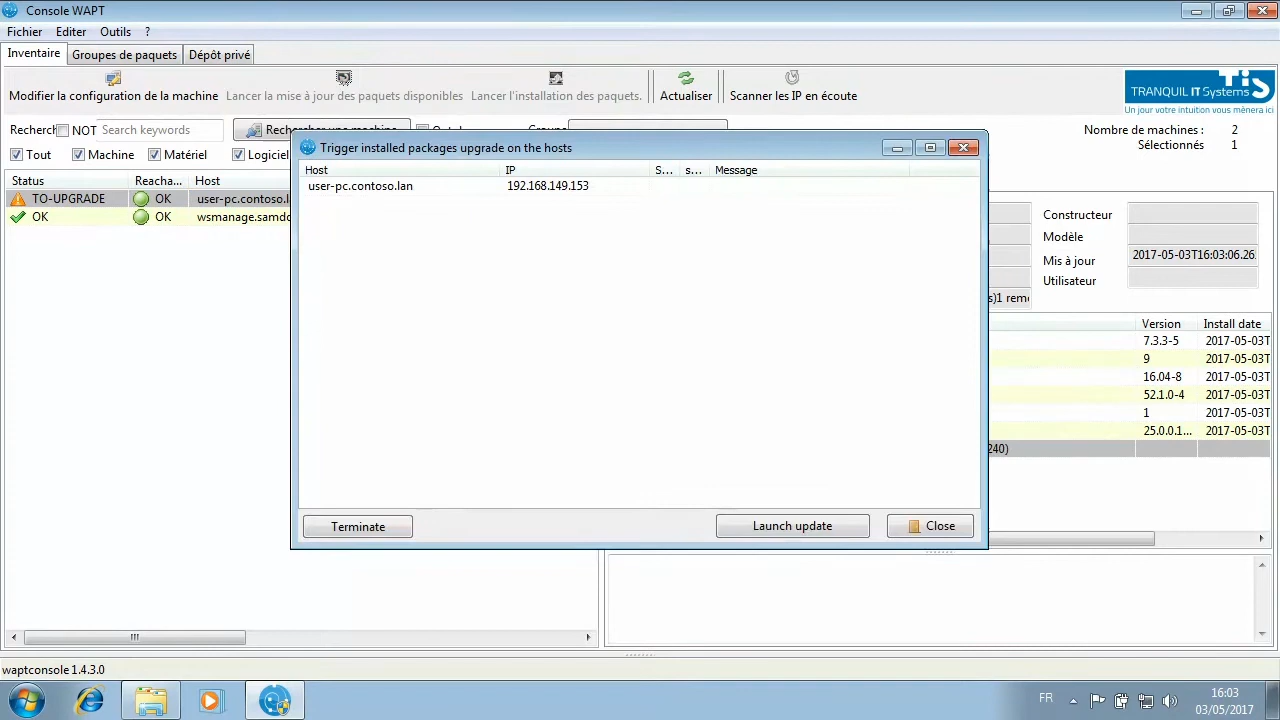 Console WAPT
Fichier Editer Outils ?
Inventaire Groupes de paquets Dépôt privé
Modifier la configuration de la machine Lancer la mise à jour des paquets disponibles Lancer l'installation des paquets. Actualiser Scanner les IP en écoute
TRANQUIL IT Systems TIS
Un jour votre intuition vous mènera ici
NOT Search keywords Rechercher une machine
Nombre de machines : 2
Sélectionnés 1
Tout Machine Matériel Logiciel
Status Reacha... Host
TO-UPGRADE OK user-pc.contoso.l
OK OK wsmanage.samdo
Trigger installed packages upgrade on the hosts
Host IP S... s... Message
user-pc.contoso.lan 192.168.149.153
Terminate Launch update Close
Constructeur
Modèle
Mis à jour 2017-05-03T16:03:06.26
Utilisateur
s)1 rem
Version Install date
7.3.3-5 2017-05-03T
9 2017-05-03T
16.04-8 2017-05-03T
52.1.0-4 2017-05-03T
1 2017-05-03T
25.0.0.1... 2017-05-03T
240)
waptconsole 1.4.3.0
FR 16:03
03/05/2017